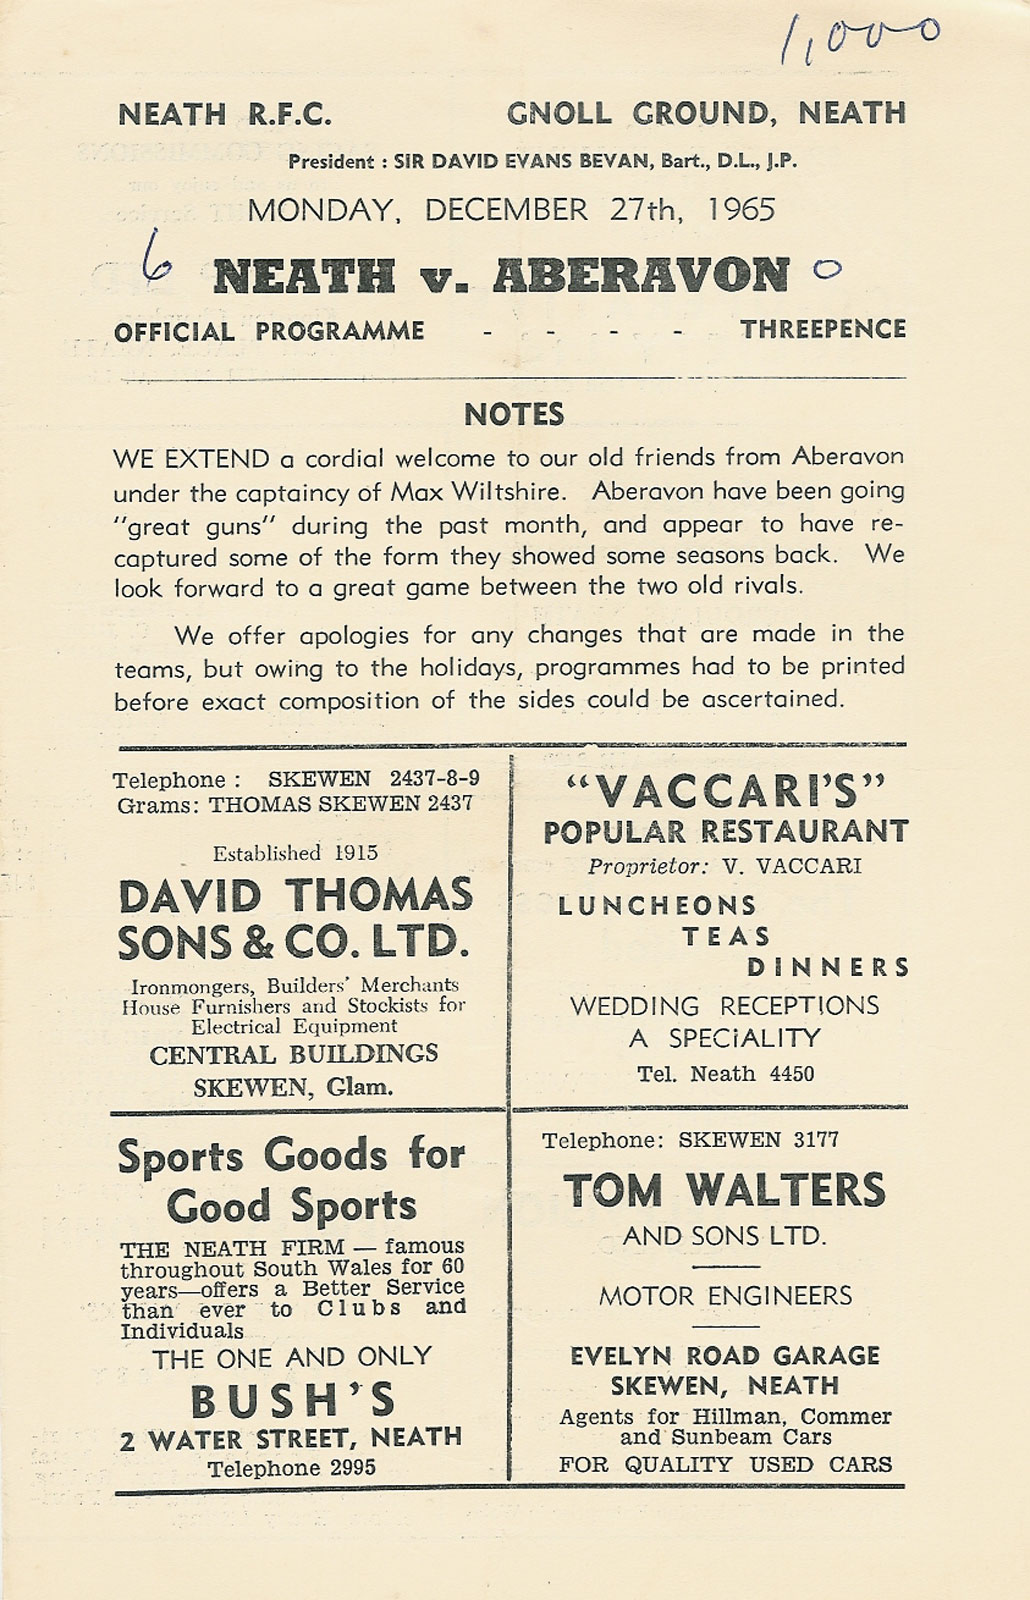 1,000
NEATH R.F.C. GNOLL GROUND, NEATH
President : SIR DAVID EVANS BEVAN, Bart., D.L., J.P.
MONDAY, DECEMBER 27th, 1965
6 NEATH v. ABERAVON 0
OFFICIAL PROGRAMME - - - - THREEPENCE
NOTES
WE EXTEND a cordial welcome to our old friends from Aberavon
under the captaincy of Max Wiltshire. Aberavon have been going
"great guns" during the past month, and appear to have re-
captured some of the form they showed some seasons back. We
look forward to a great game between the two old rivals.
We offer apologies for any changes that are made in the
teams, but owing to the holidays, programmes had to be printed
before exact composition of the sides could be ascertained.
Telephone : SKEWEN 2437-8-9
Grams: THOMAS SKEWEN 2437
Established 1915
DAVID THOMAS
SONS & CO. LTD.
Ironmongers, Builders' Merchants
House Furnishers and Stockists for
Electrical Equipment
CENTRAL BUILDINGS
SKEWEN, Glam.
"VACCARI'S"
POPULAR RESTAURANT
Proprietor: V. VACCARI
LUNCHEONS
TEAS
DINNERS
WEDDING RECEPTIONS
A SPECiALITY
Tel. Neath 4450
Sports Goods for
Good Sports
THE NEATH FIRM — famous
throughout South Wales for 60
years—offers a Better Service
than ever to Clubs and
Individuals
THE ONE AND ONLY
BUSH'S
2 WATER STREET, NEATH
Telephone 2995
Telephone: SKEWEN 3177
TOM WALTERS
AND SONS LTD.
MOTOR ENGINEERS
EVELYN ROAD GARAGE
SKEWEN, NEATH
Agents for Hillman, Commer
and Sunbeam Cars
FOR QUALITY USED CARS